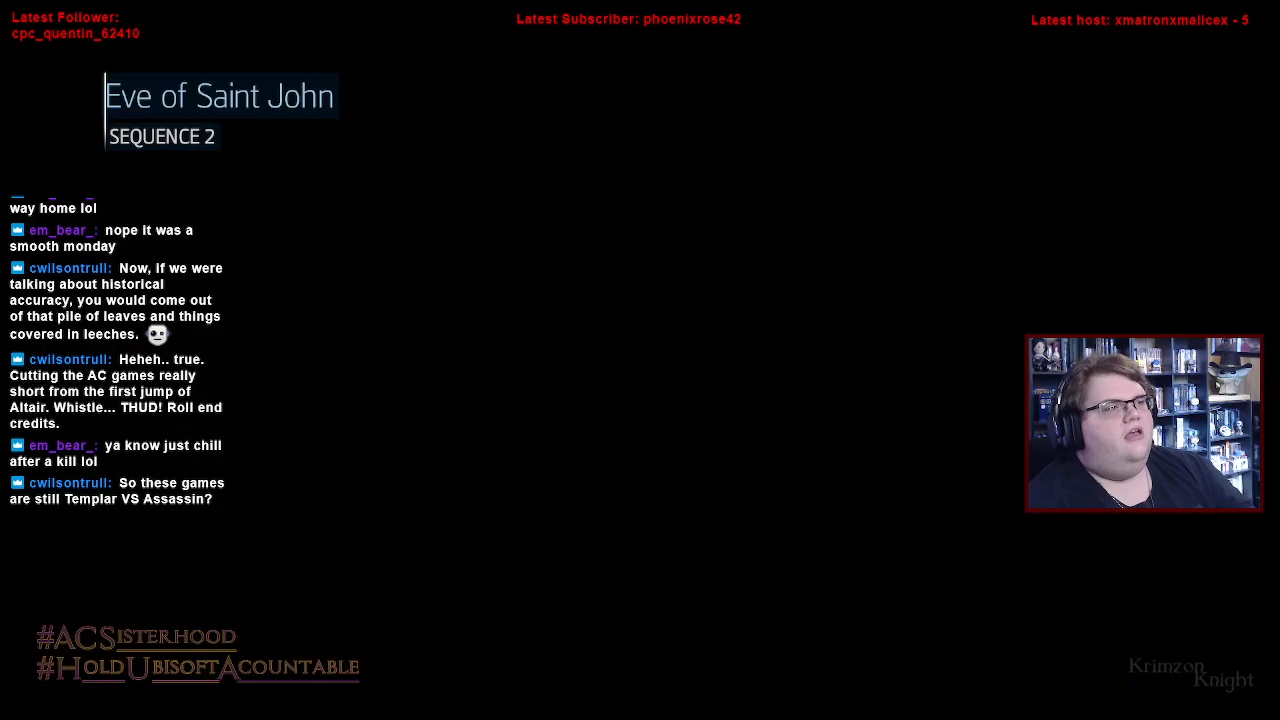 Latest Follower:
cpc_quentin_62410
Latest Subscriber: phoenixrose42
Latest host: xmatronxmalicex - 5
Eve of Saint John
SEQUENCE 2
way home lol
em_bear_: nope it was a
smooth monday
cwilsontrull: Now, if we were
talking about historical
accuracy, you would come out
of that pile of leaves and things
covered in leeches.
cwilsontrull: Heheh.. true.
Cutting the AC games really
short from the first jump of
Altair. Whistle... THUD! Roll end
credits.
em_bear_: ya know just chill
after a kill lol
cwilsontrull: So these games
are still Templar VS Assassin?
#ACSisterhood
#HoldUbisoftAcountable
Krimzon
Knight